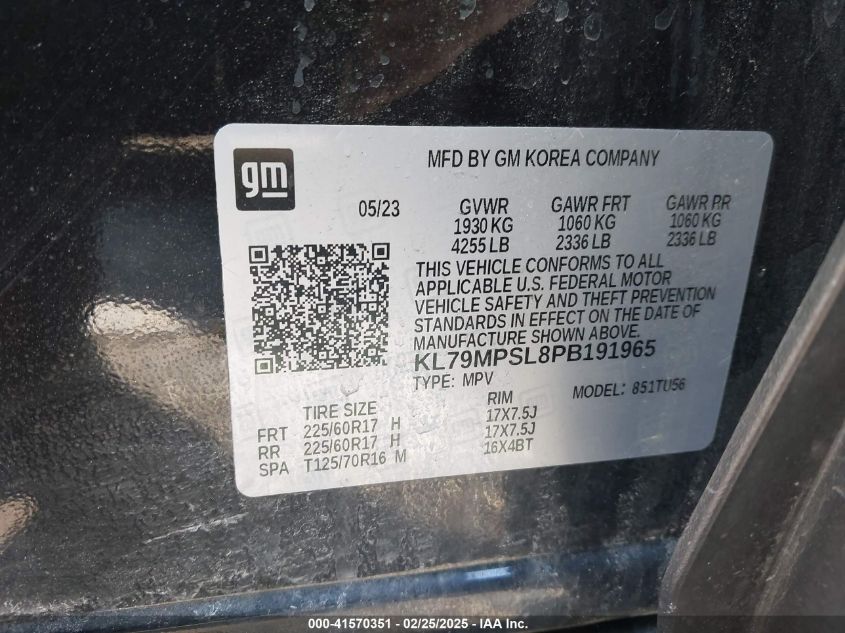 gm
MFD BY GM KOREA COMPANY
05/23
GVWR GAWR FRT GAWR RR
1930 KG 1060 KG 1060 KG
4255 LB 2336 LB 2336 LB
THIS VEHICLE CONFORMS TO ALL
APPLICABLE U.S. FEDERAL MOTOR
VEHICLE SAFETY AND THEFT PREVENTION
STANDARDS IN EFFECT ON THE DATE OF
MANUFACTURE SHOWN ABOVE.
KL79MPSL8PB191965
TYPE: MPV MODEL: 851TU56
TIRE SIZE RIM
FRT 225/60R17 H 17X7.5J
RR 225/60R17 H 17X7.5J
SPA T125/70R16 M 16X4BT
000-41570351 / 02/25/2025 - IAA Inc.